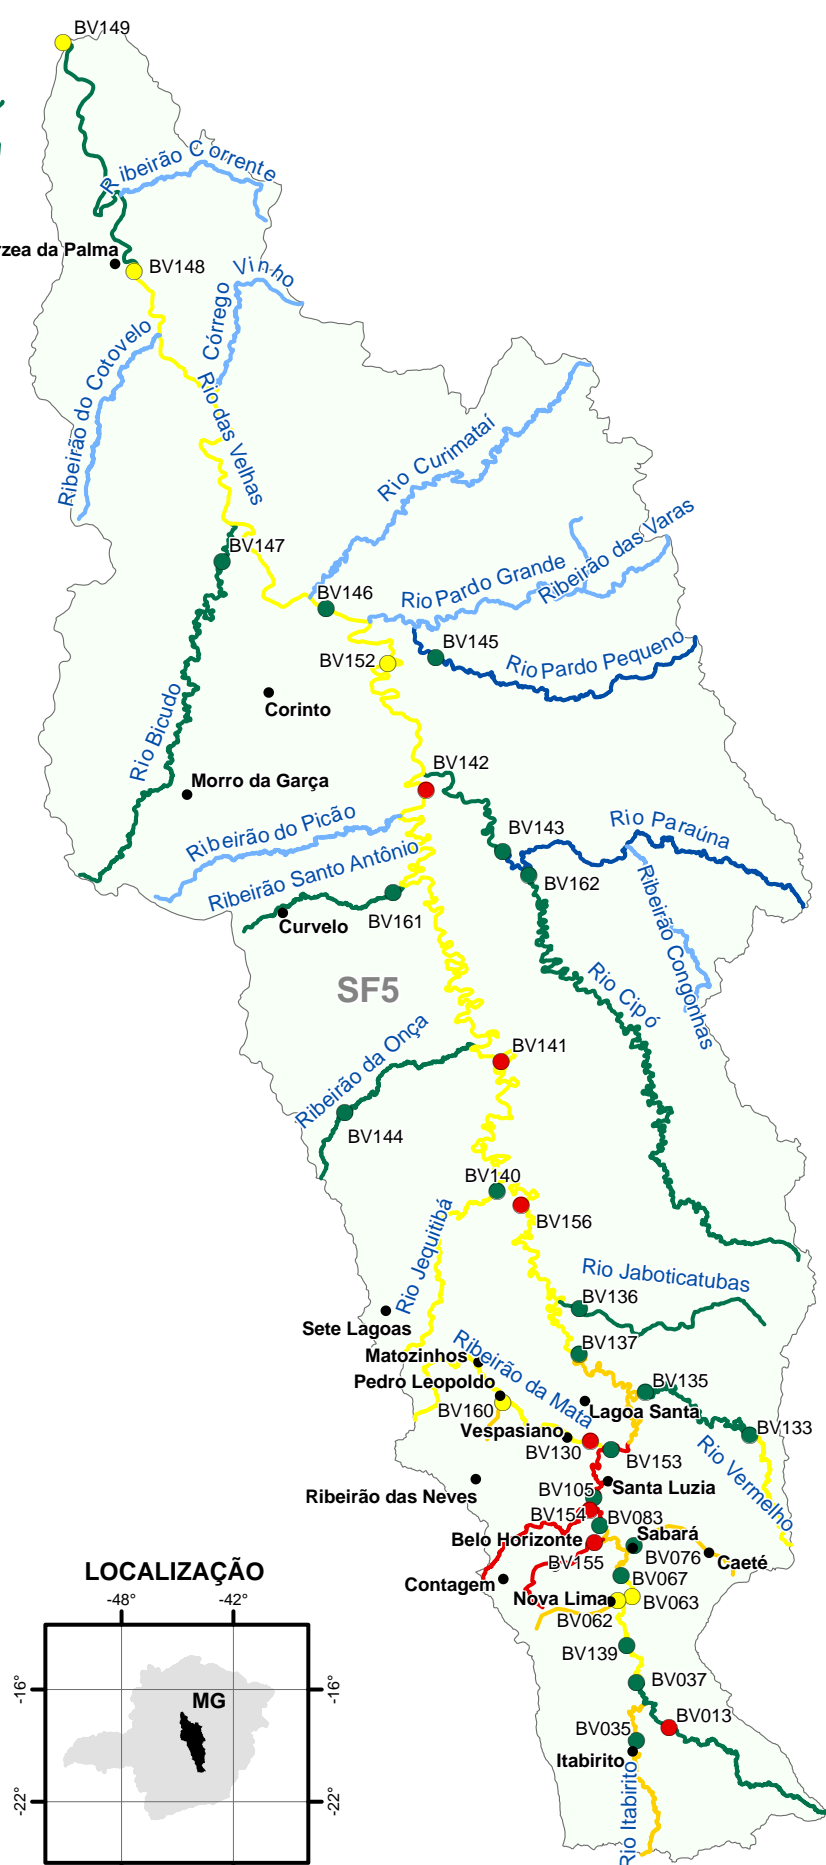 BV149
Ribeirão Corrente
rzea da Palma
BV148
Córrego Vinho
Ribeirão do Cotovelo
Rio das Velhas
Rio Curimataí
BV147
BV146
Rio Pardo Grande
Ribeirão das Varas
BV145
BV152
Rio Pardo Pequeno
Corinto
Rio Bicudo
BV142
Morro da Garça
Ribeirão do Picão
BV143
Rio Paraúna
Ribeirão Santo Antônio
BV162
BV161
Curvelo
Ribeirão Congonhas
SF5
Rio Cipó
Ribeirão da Onça
BV141
BV144
BV140
BV156
Rio Jequitibá
Rio Jaboticatubas
BV136
Sete Lagoas
Ribeirão da Mata
Matozinhos
BV137
Pedro Leopoldo
BV135
BV160
Lagoa Santa
Vespasiano
BV133
BV130
BV153
Rio Vermelho
Santa Luzia
Ribeirão das Neves
BV105
BV154
BV083
Belo Horizonte
Sabará
BV155
BV076
Caeté
Contagem
BV067
Nova Lima
BV063
BV062
BV139
BV037
BV013
BV035
Itabirito
Rio Itabirito
LOCALIZAÇÃO
-48°
-42°
-16°
-16°
MG
-22°
-22°